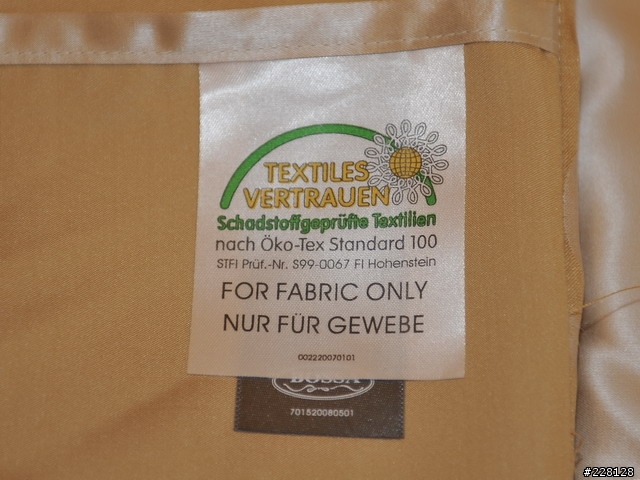 TEXTILES
VERTRAUEN
Schadstoffgeprüfte Textilien
nach Öko-Tex Standard 100
STFI Prüf.-Nr. S99-0067 FI Hohenstein
FOR FABRIC ONLY
NUR FÜR GEWEBE
002220070101
BOSSA
701520080501
#228128